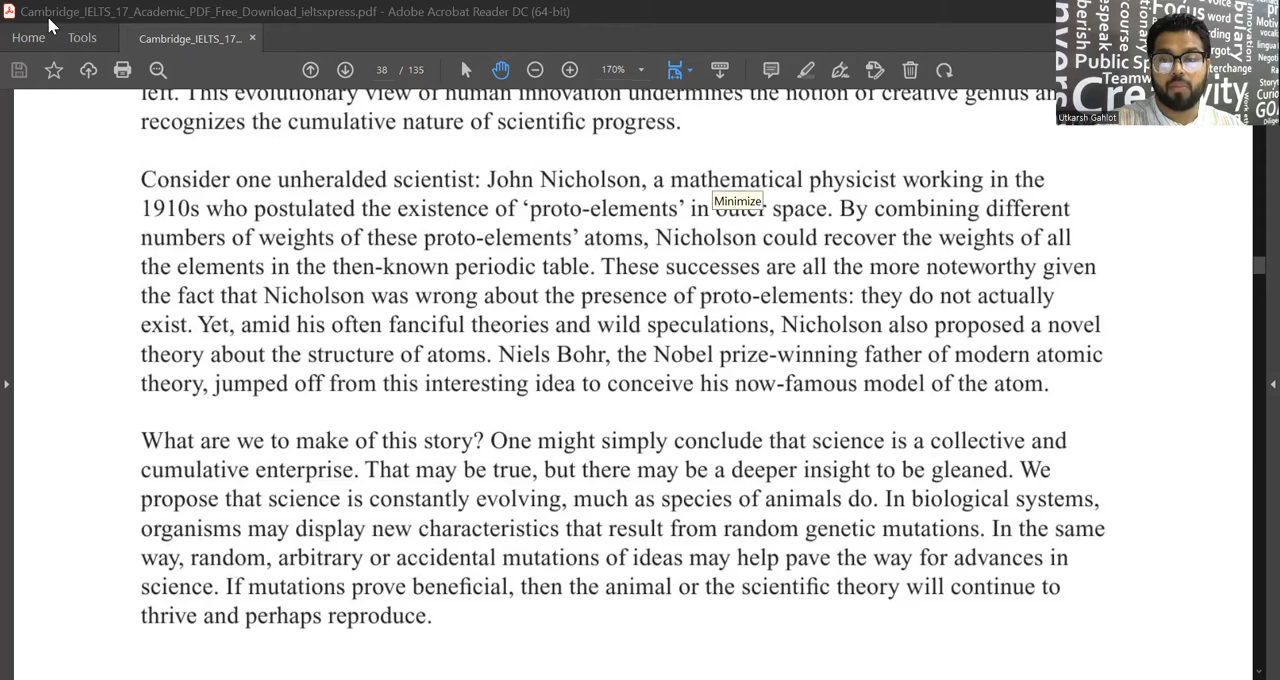 Cambridge_IELTS_17_Academic_PDF_Free_Download_ieltsxpress.pdf - Adobe Acrobat Reader DC (64-bit)
Home Tools Cambridge_IELTS_17... ×
38 / 135 170%
left. This evolutionary view of human innovation undermines the notion of creative genius and
recognizes the cumulative nature of scientific progress.
Consider one unheralded scientist: John Nicholson, a mathematical physicist working in the
1910s who postulated the existence of ‘proto-elements’ in outer space. By combining different
Minimize
numbers of weights of these proto-elements’ atoms, Nicholson could recover the weights of all
the elements in the then-known periodic table. These successes are all the more noteworthy given
the fact that Nicholson was wrong about the presence of proto-elements: they do not actually
exist. Yet, amid his often fanciful theories and wild speculations, Nicholson also proposed a novel
theory about the structure of atoms. Niels Bohr, the Nobel prize-winning father of modern atomic
theory, jumped off from this interesting idea to conceive his now-famous model of the atom.
What are we to make of this story? One might simply conclude that science is a collective and
cumulative enterprise. That may be true, but there may be a deeper insight to be gleaned. We
propose that science is constantly evolving, much as species of animals do. In biological systems,
organisms may display new characteristics that result from random genetic mutations. In the same
way, random, arbitrary or accidental mutations of ideas may help pave the way for advances in
science. If mutations prove beneficial, then the animal or the scientific theory will continue to
thrive and perhaps reproduce.
Focus
word
speak
course
Public Sp
Teamw
interchange
Utkarsh Gahlot